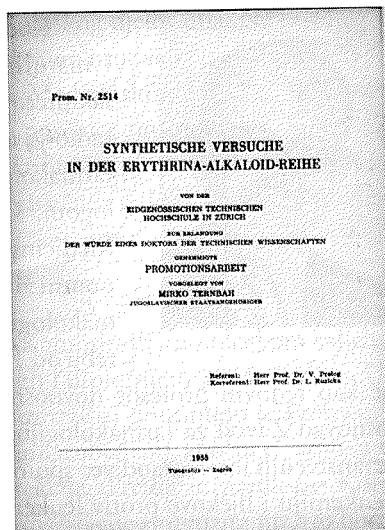 Prom. Nr. 2514
SYNTHETISCHE VERSUCHE
IN DER ERYTHRINA-ALKALOID-REIHE
VON DER
EIDGENÖSSISCHEN TECHNISCHEN
HOCHSCHULE IN ZÜRICH
ZUR ERLANGUNG
DER WÜRDE EINES DOKTORS DER TECHNISCHEN WISSENSCHAFTEN
GENEHMIGTE
PROMOTIONSARBEIT
VORGELEGT VON
MIRKO TERNBAH
JUGOSLAVISCHER STAATSANGEHÖRIGER
Referent: Herr Prof. Dr. V. Prelog
Korreferent: Herr Prof. Dr. L. Ruzicka
1955
Tipografija — Zagreb